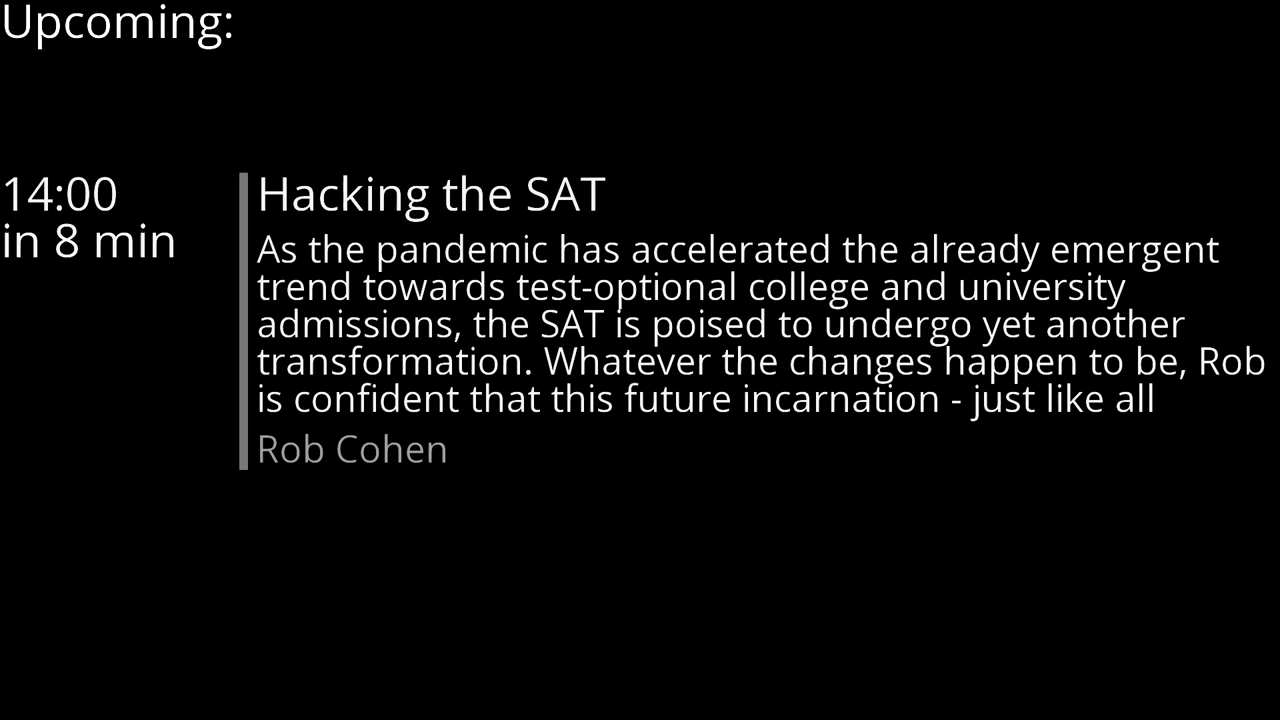 Upcoming:
14:00
in 8 min
Hacking the SAT
As the pandemic has accelerated the already emergent
trend towards test-optional college and university
admissions, the SAT is poised to undergo yet another
transformation. Whatever the changes happen to be, Rob
is confident that this future incarnation - just like all
Rob Cohen